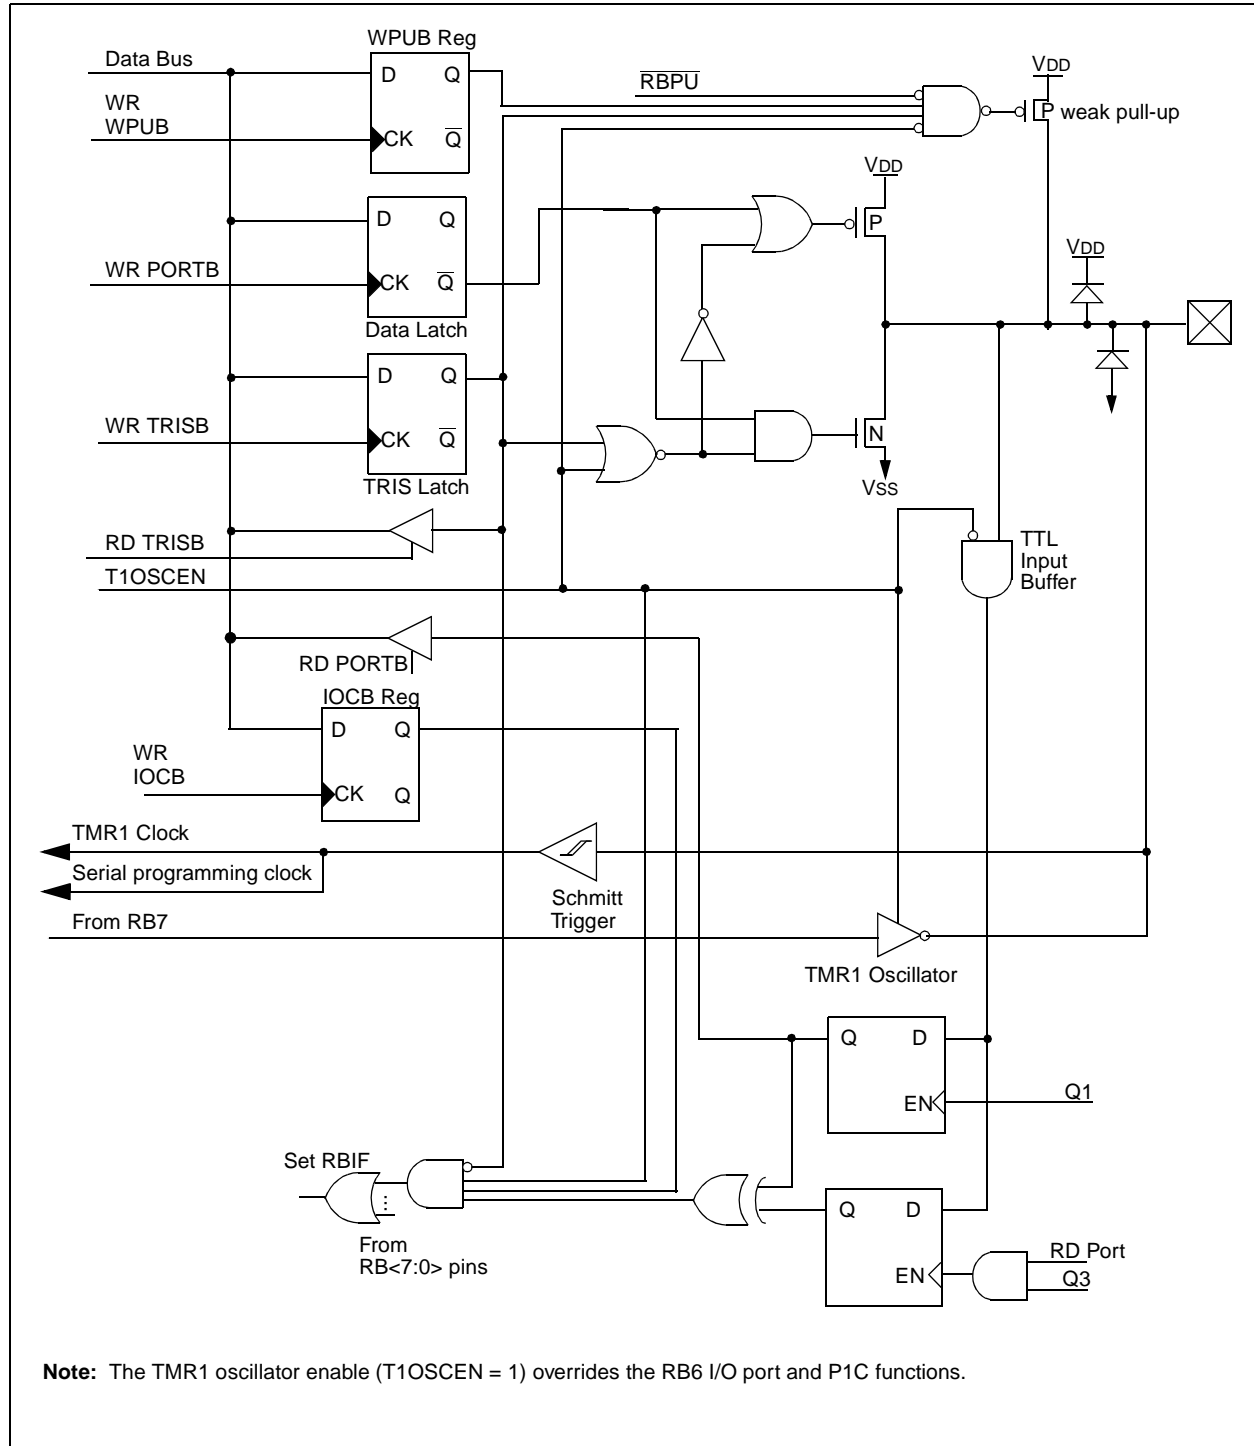 WPUB Reg
Data Bus
D
Q
WR
WPUB
CK
Q
RBPU
VDD
P
weak pull-up
VDD
D
Q
P
VDD
WR PORTB
CK
Q
Data Latch
D
Q
WR TRISB
CK
Q
N
TRIS Latch
VSS
RD TRISB
TTL
Input
Buffer
T1OSCEN
RD PORTB
IOCB Reg
D
Q
WR
IOCB
CK
Q
TMR1 Clock
Serial programming clock
Schmitt
Trigger
From RB7
TMR1 Oscillator
Q
D
EN
Q1
Set RBIF
Q
D
From
RB<7:0> pins
RD Port
EN
Q3
Note: The TMR1 oscillator enable (T1OSCEN = 1) overrides the RB6 I/O port and P1C functions.